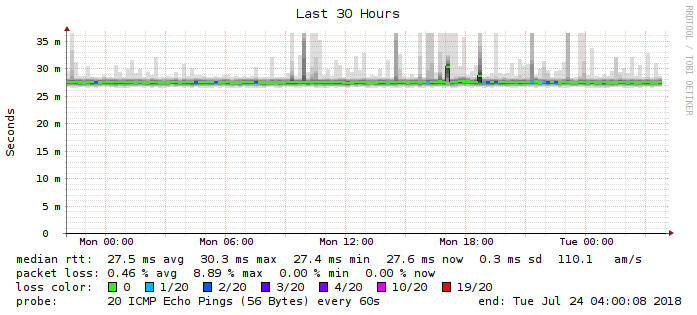 Last 30 Hours
RRDTOOL / TOBI OETIKER
Seconds
35 m
30 m
25 m
20 m
15 m
10 m
5 m
0
Mon 00:00 Mon 06:00 Mon 12:00 Mon 18:00 Tue 00:00
median rtt: 27.5 ms avg 30.3 ms max 27.4 ms min 27.6 ms now 0.3 ms sd 110.1 am/s
packet loss: 0.46 % avg 8.89 % max 0.00 % min 0.00 % now
loss color: 0 1/20 2/20 3/20 4/20 10/20 19/20
probe: 20 ICMP Echo Pings (56 Bytes) every 60s end: Tue Jul 24 04:00:08 2018